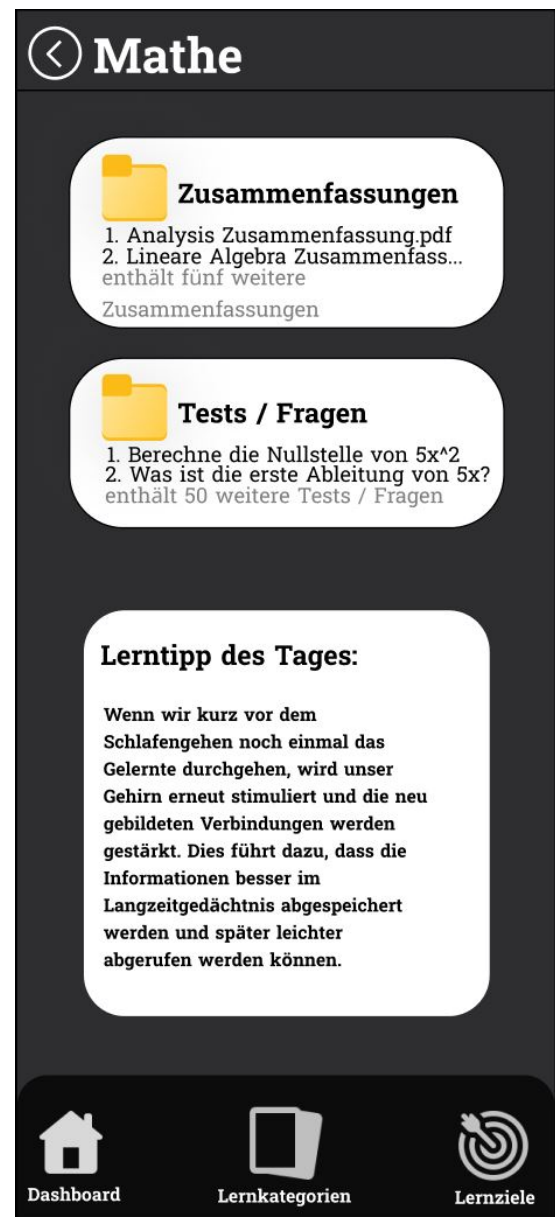 Mathe
Zusammenfassungen
1. Analysis Zusammenfassung.pdf
2. Lineare Algebra Zusammenfass...
enthält fünf weitere
Zusammenfassungen
Tests / Fragen
1. Berechne die Nullstelle von 5x^2
2. Was ist die erste Ableitung von 5x?
enthält 50 weitere Tests / Fragen
Lerntipp des Tages:
Wenn wir kurz vor dem
Schlafengehen noch einmal das
Gelernte durchgehen, wird unser
Gehirn erneut stimuliert und die neu
gebildeten Verbindungen werden
gestärkt. Dies führt dazu, dass die
Informationen besser im
Langzeitgedächtnis abgespeichert
werden und später leichter
abgerufen werden können.
Dashboard
Lernkategorien
Lernziele